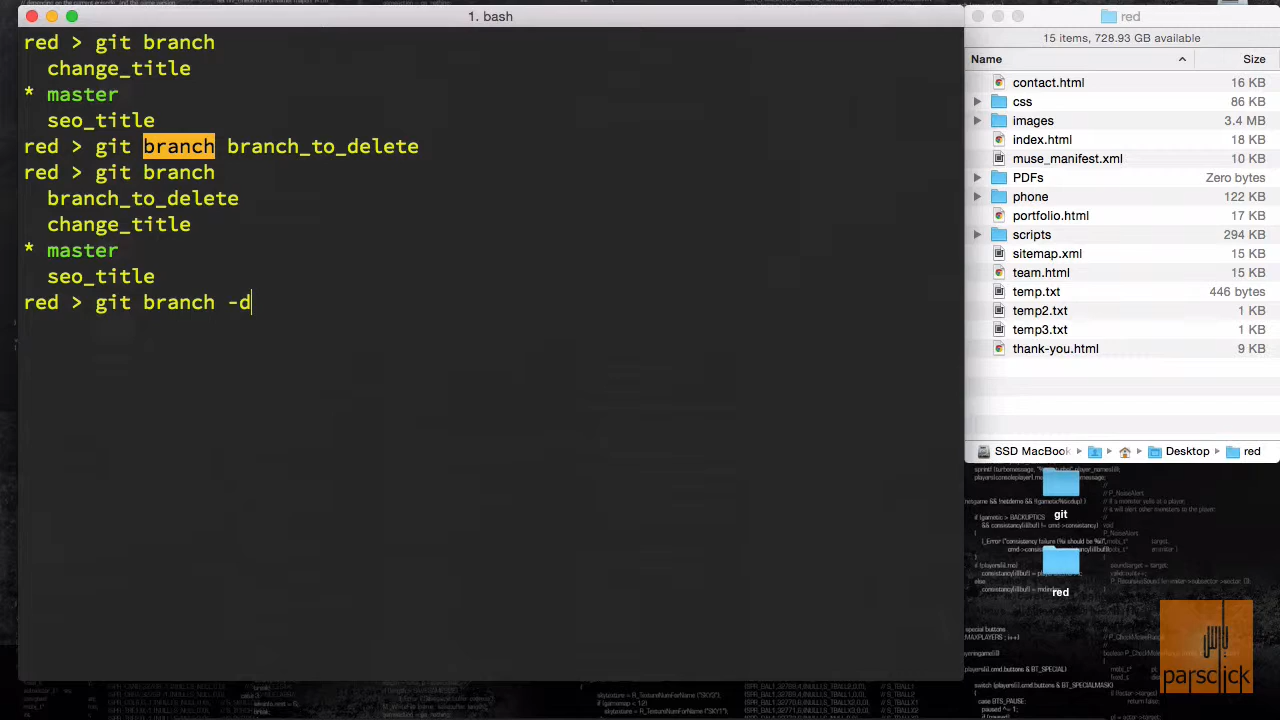 1. bash
red > git branch
change_title
* master
seo_title
red > git branch branch_to_delete
red > git branch
branch_to_delete
change_title
* master
seo_title
red > git branch -d
red
15 items, 728.93 GB available
Name Size
contact.html 16 KB
css 86 KB
images 3.4 MB
index.html 18 KB
muse_manifest.xml 10 KB
PDFs Zero bytes
phone 122 KB
portfolio.html 17 KB
scripts 294 KB
sitemap.xml 15 KB
team.html 15 KB
temp.txt 446 bytes
temp2.txt 1 KB
temp3.txt 1 KB
thank-you.html 9 KB
SSD MacBook Desktop red
git
red
parsclick